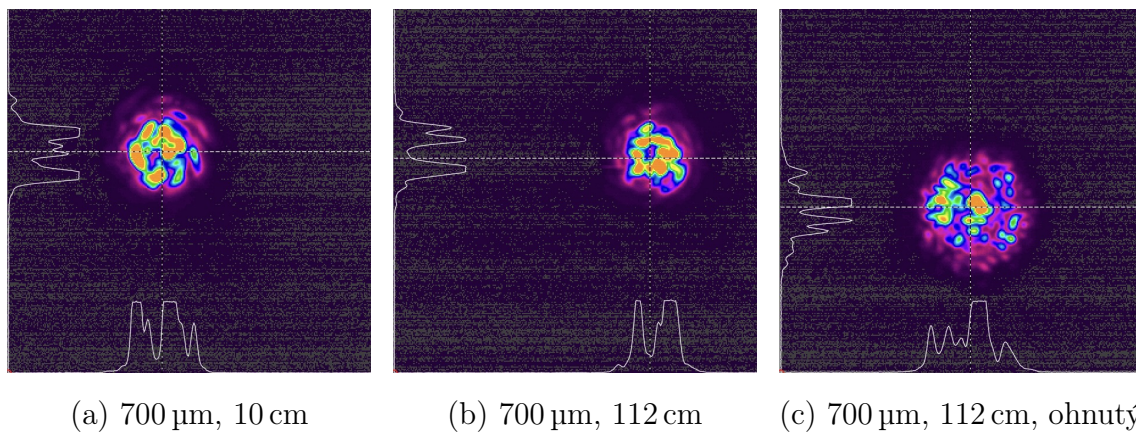 (a) 700 µm, 10 cm
(b) 700 µm, 112 cm
(c) 700 µm, 112 cm, ohnutý